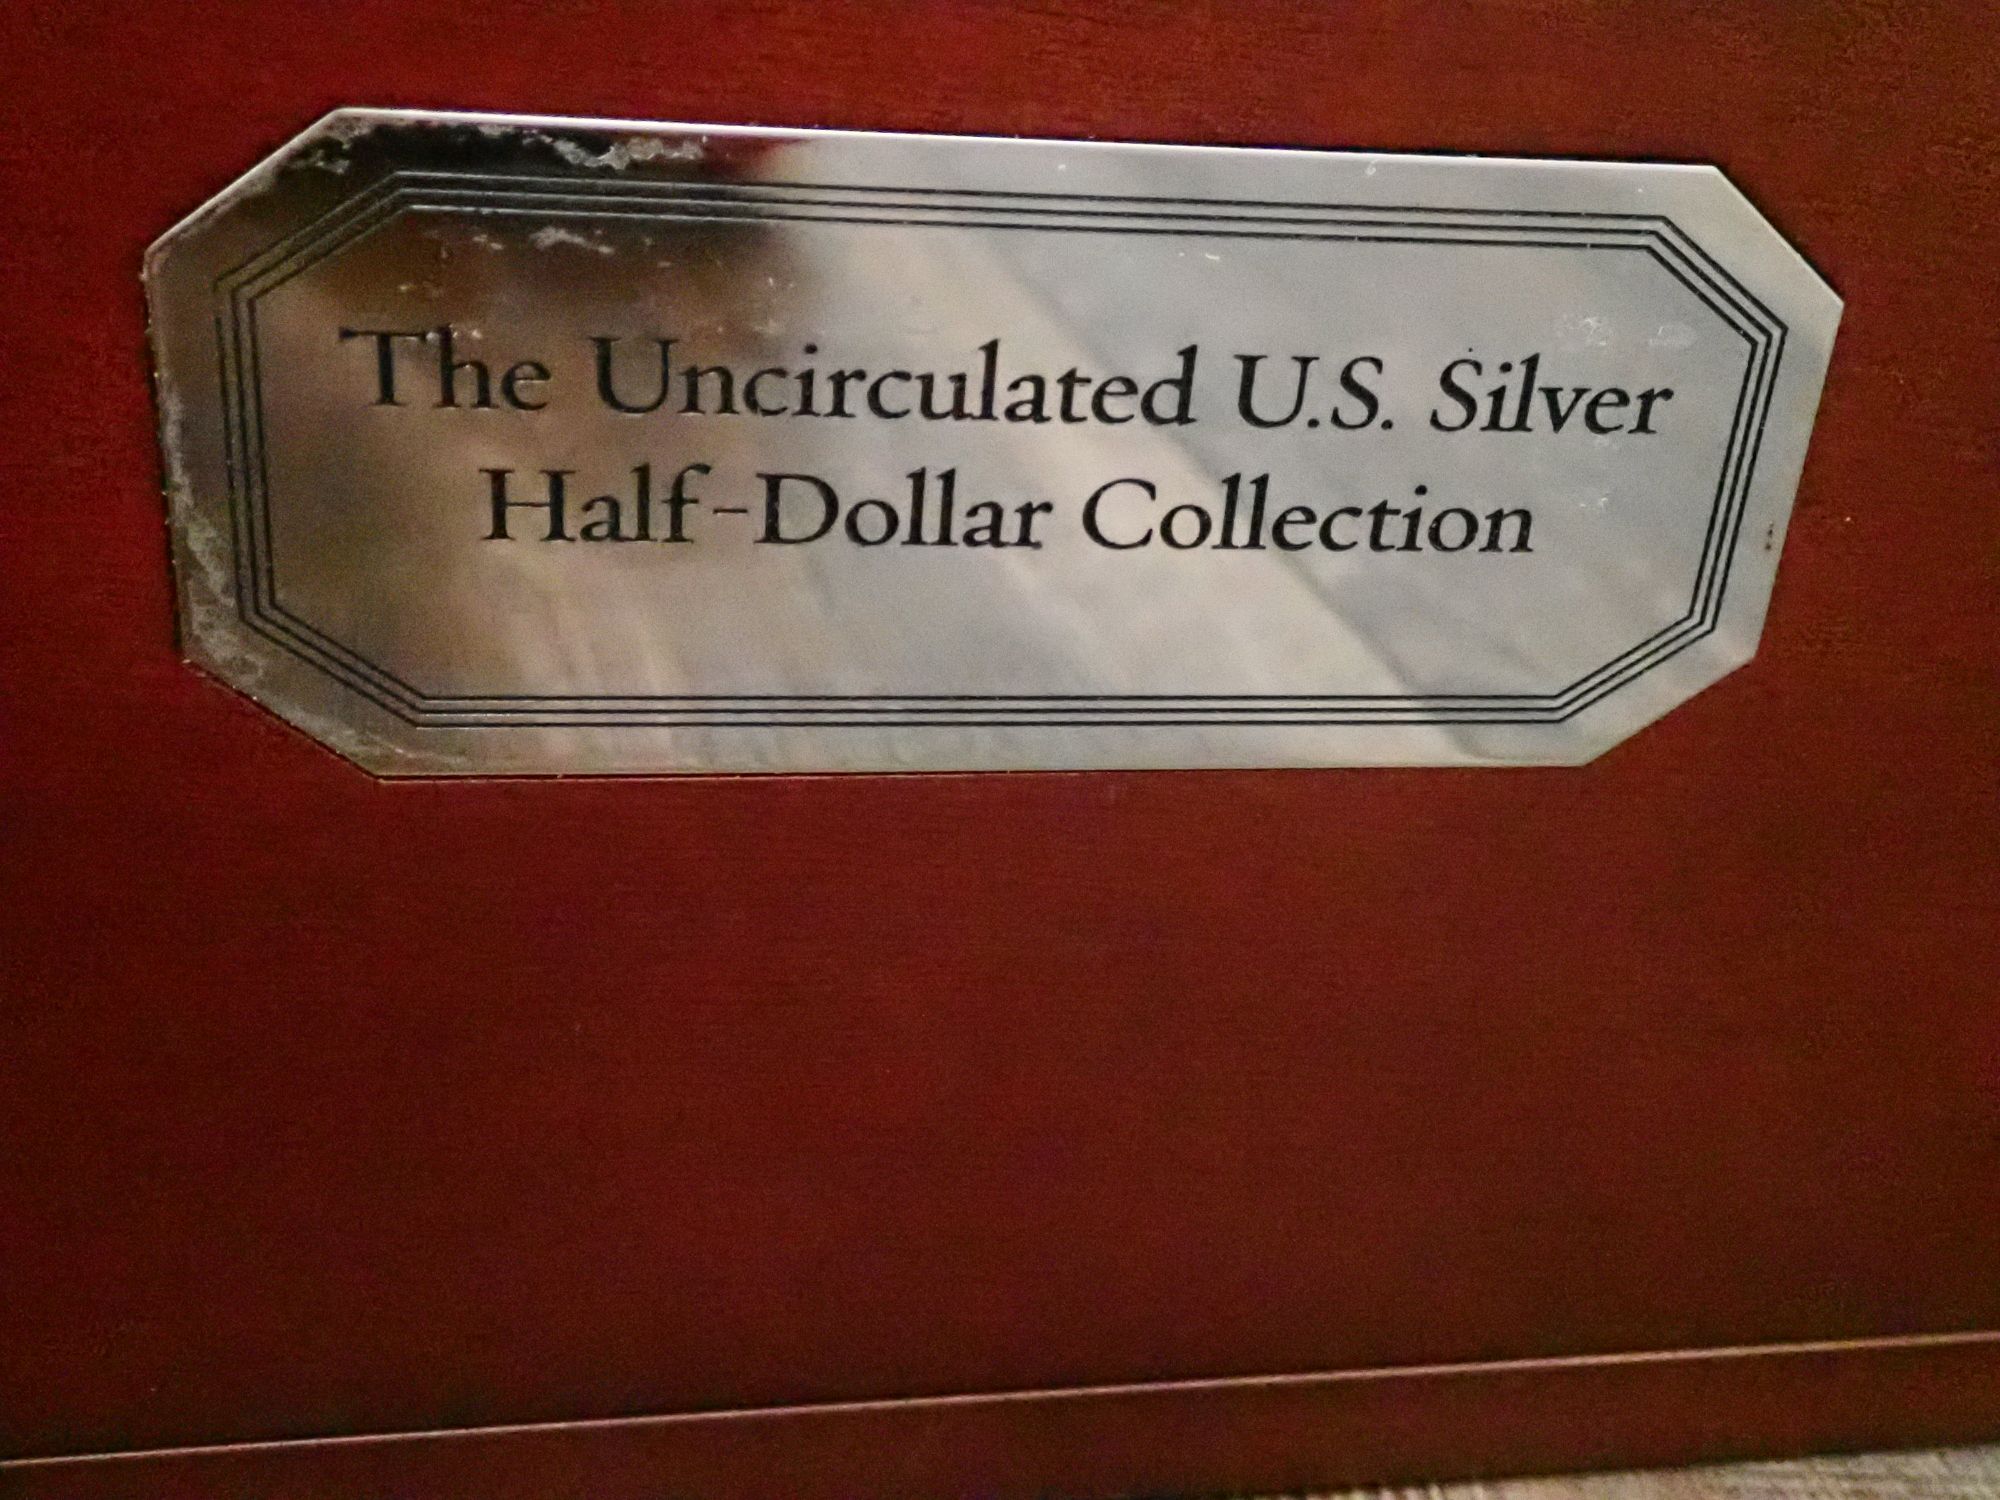 The Uncirculated U.S. Silver
Half-Dollar Collection